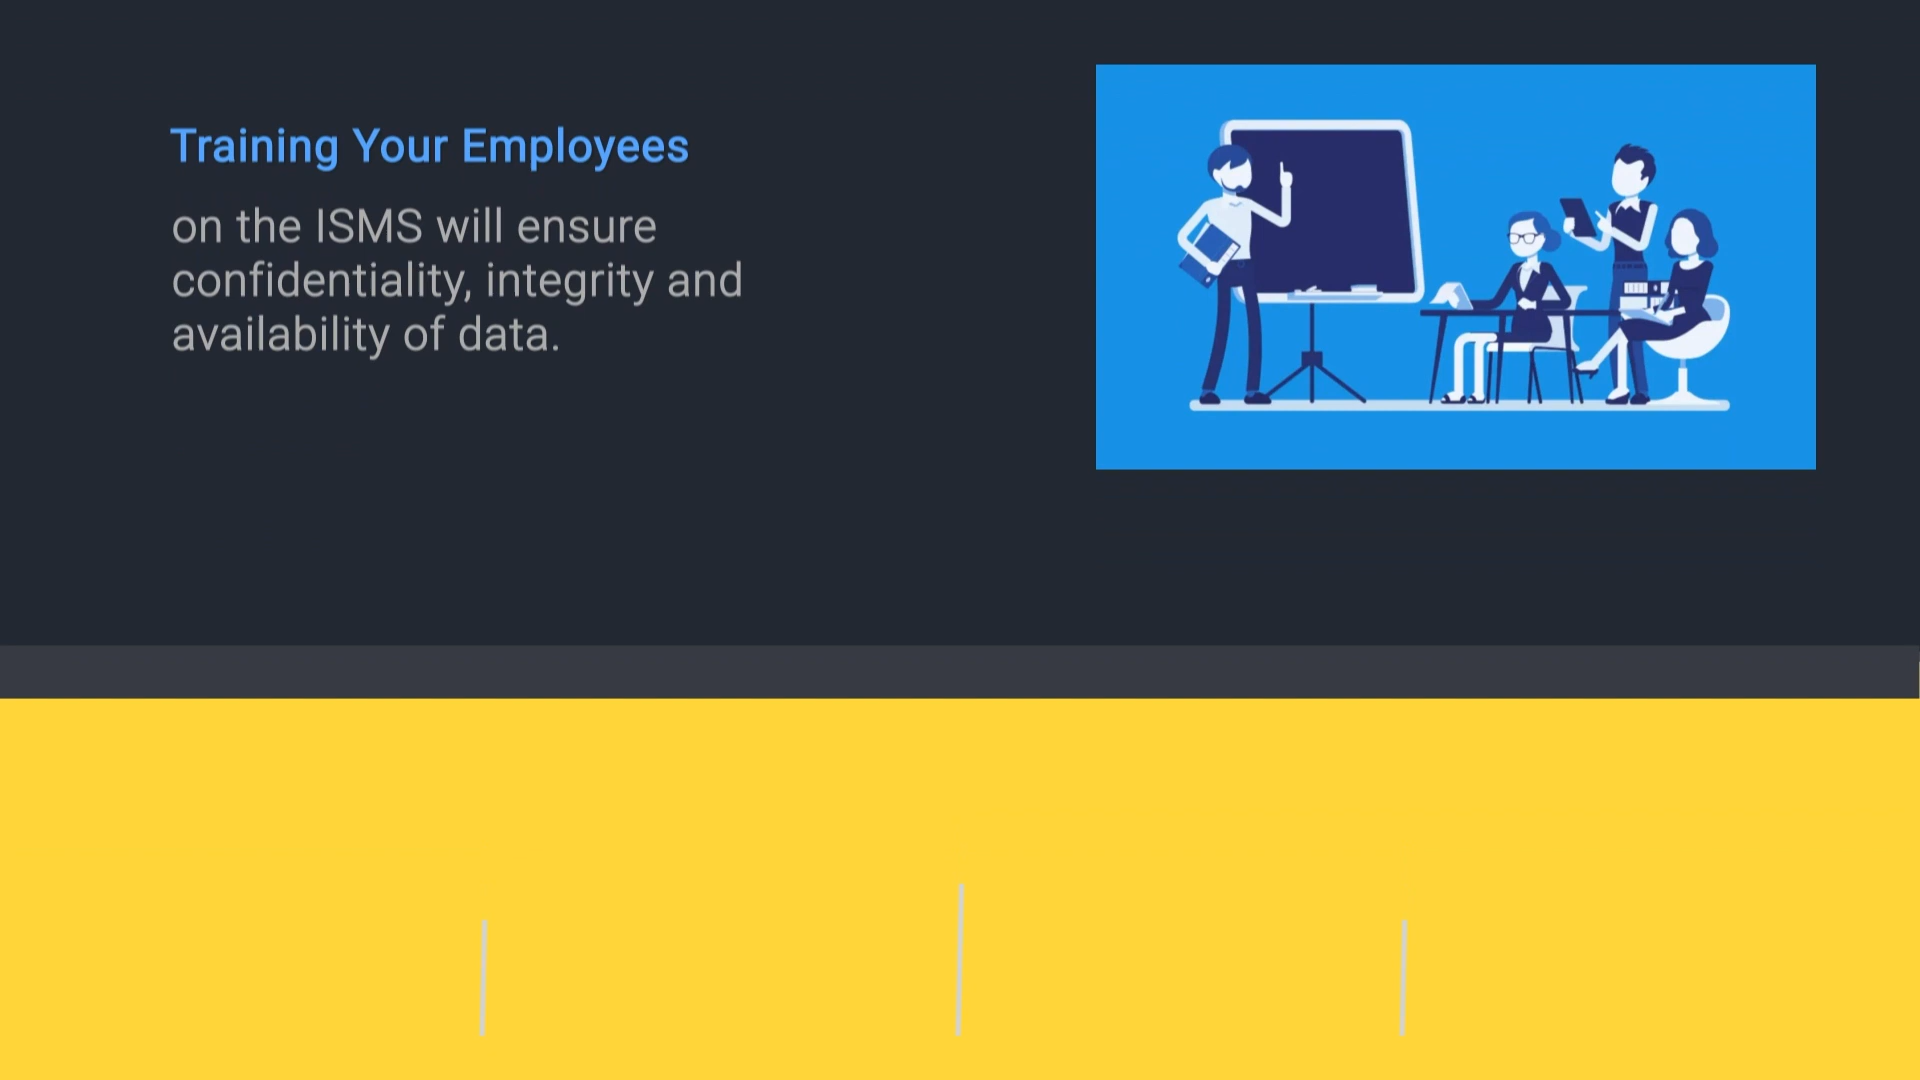 Training Your Employees
on the ISMS will ensure
confidentiality, integrity and
availability of data.